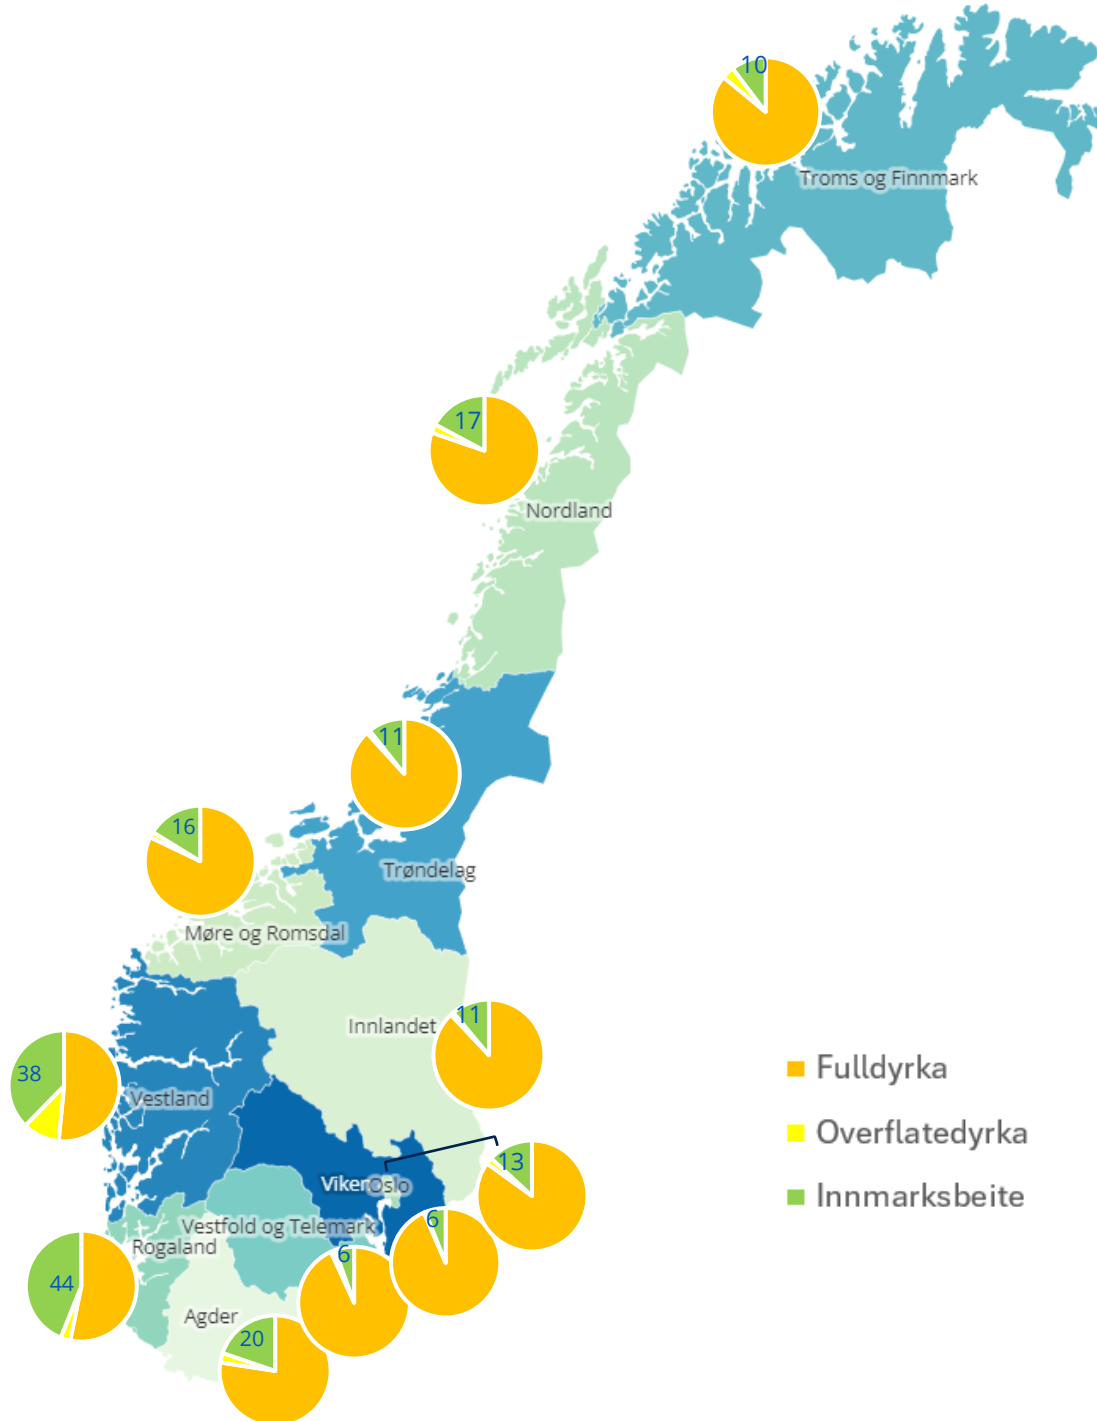 10
Troms og Finnmark
17
Nordland
11
16
Trøndelag
Møre og Romsdal
11
Innlandet
38
Vestland
Fulldyrka
Overflatedyrka
13
Viken
Oslo
Innmarksbeite
6
Vestfold og Telemark
Rogaland
6
44
Agder
20